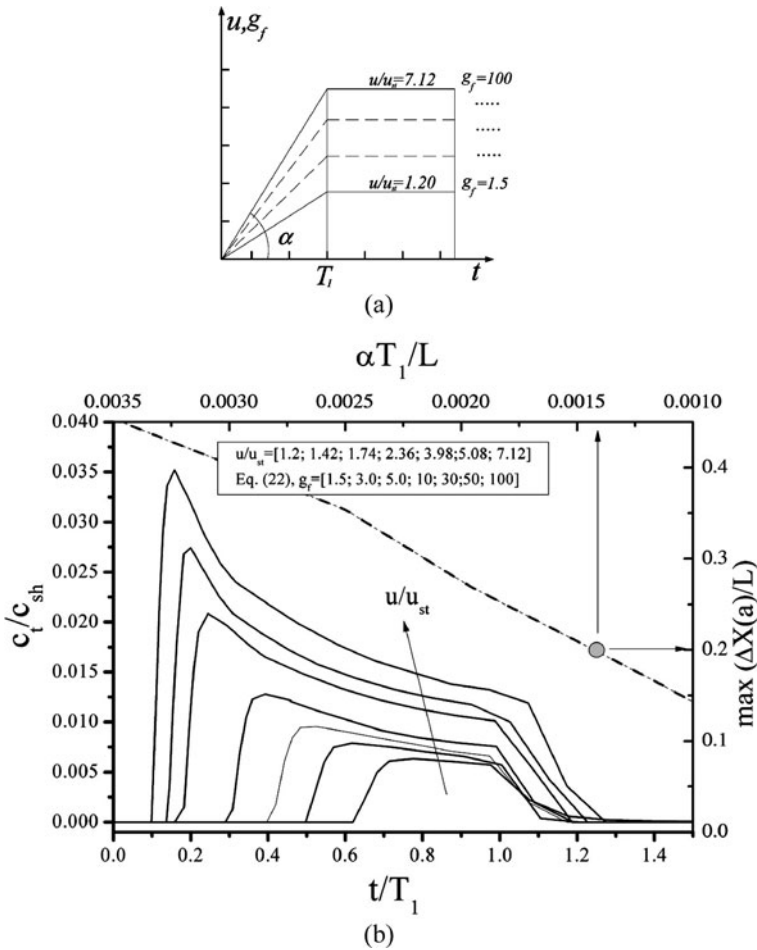 u,g_f
u/u_st=7.12 g_f=100
.....
.....
.....
u/u_st=1.20 g_f=1.5
α
T_1 t
(a)
αT_1/L
0.0035 0.0030 0.0025 0.0020 0.0015 0.0010
0.040
0.035
0.030
0.025
0.020
0.015
0.010
0.005
0.000
c_t/c_sh
u/u_st=[1.2; 1.42; 1.74; 2.36; 3.98;5.08; 7.12]
Eq. (22), g_f=[1.5; 3.0; 5.0; 10; 30;50; 100]
u/u_st
0.4
0.3
0.2
0.1
0.0
max (ΔX(a)/L)
0.0 0.2 0.4 0.6 0.8 1.0 1.2 1.4
t/T_1
(b)